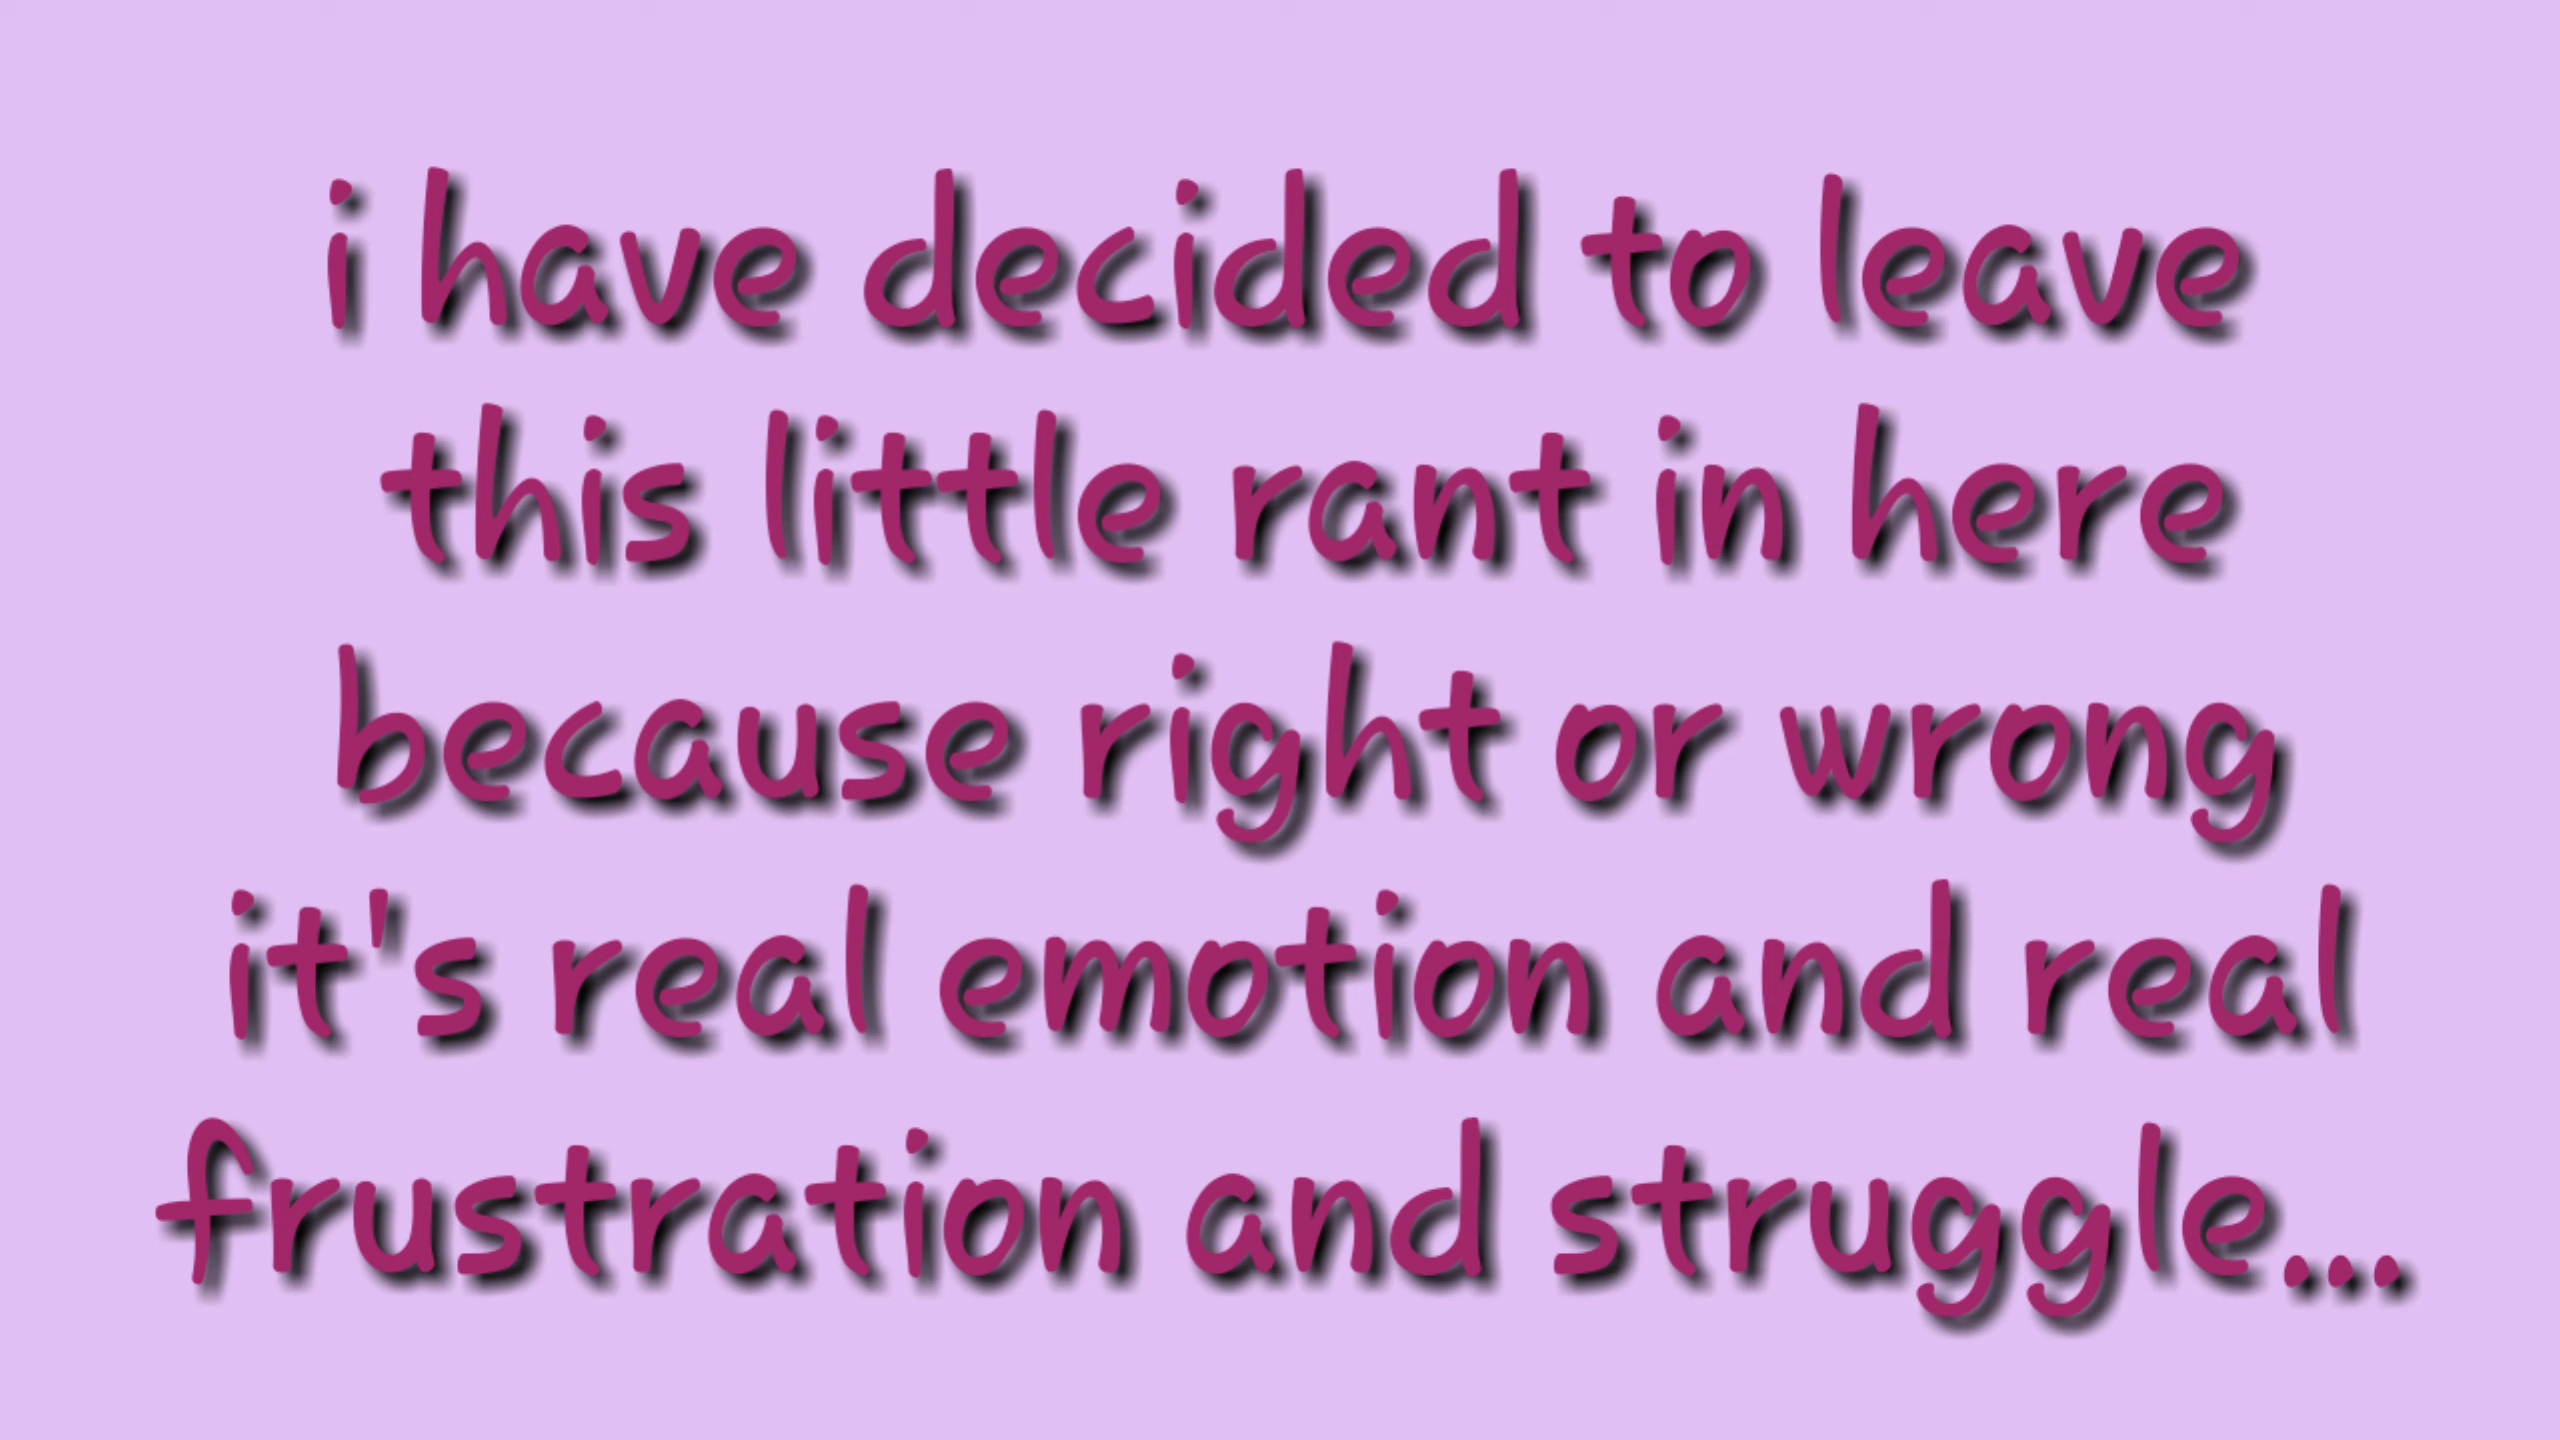 i have decided to leave
this little rant in here
because right or wrong
it's real emotion and real
frustration and struggle...